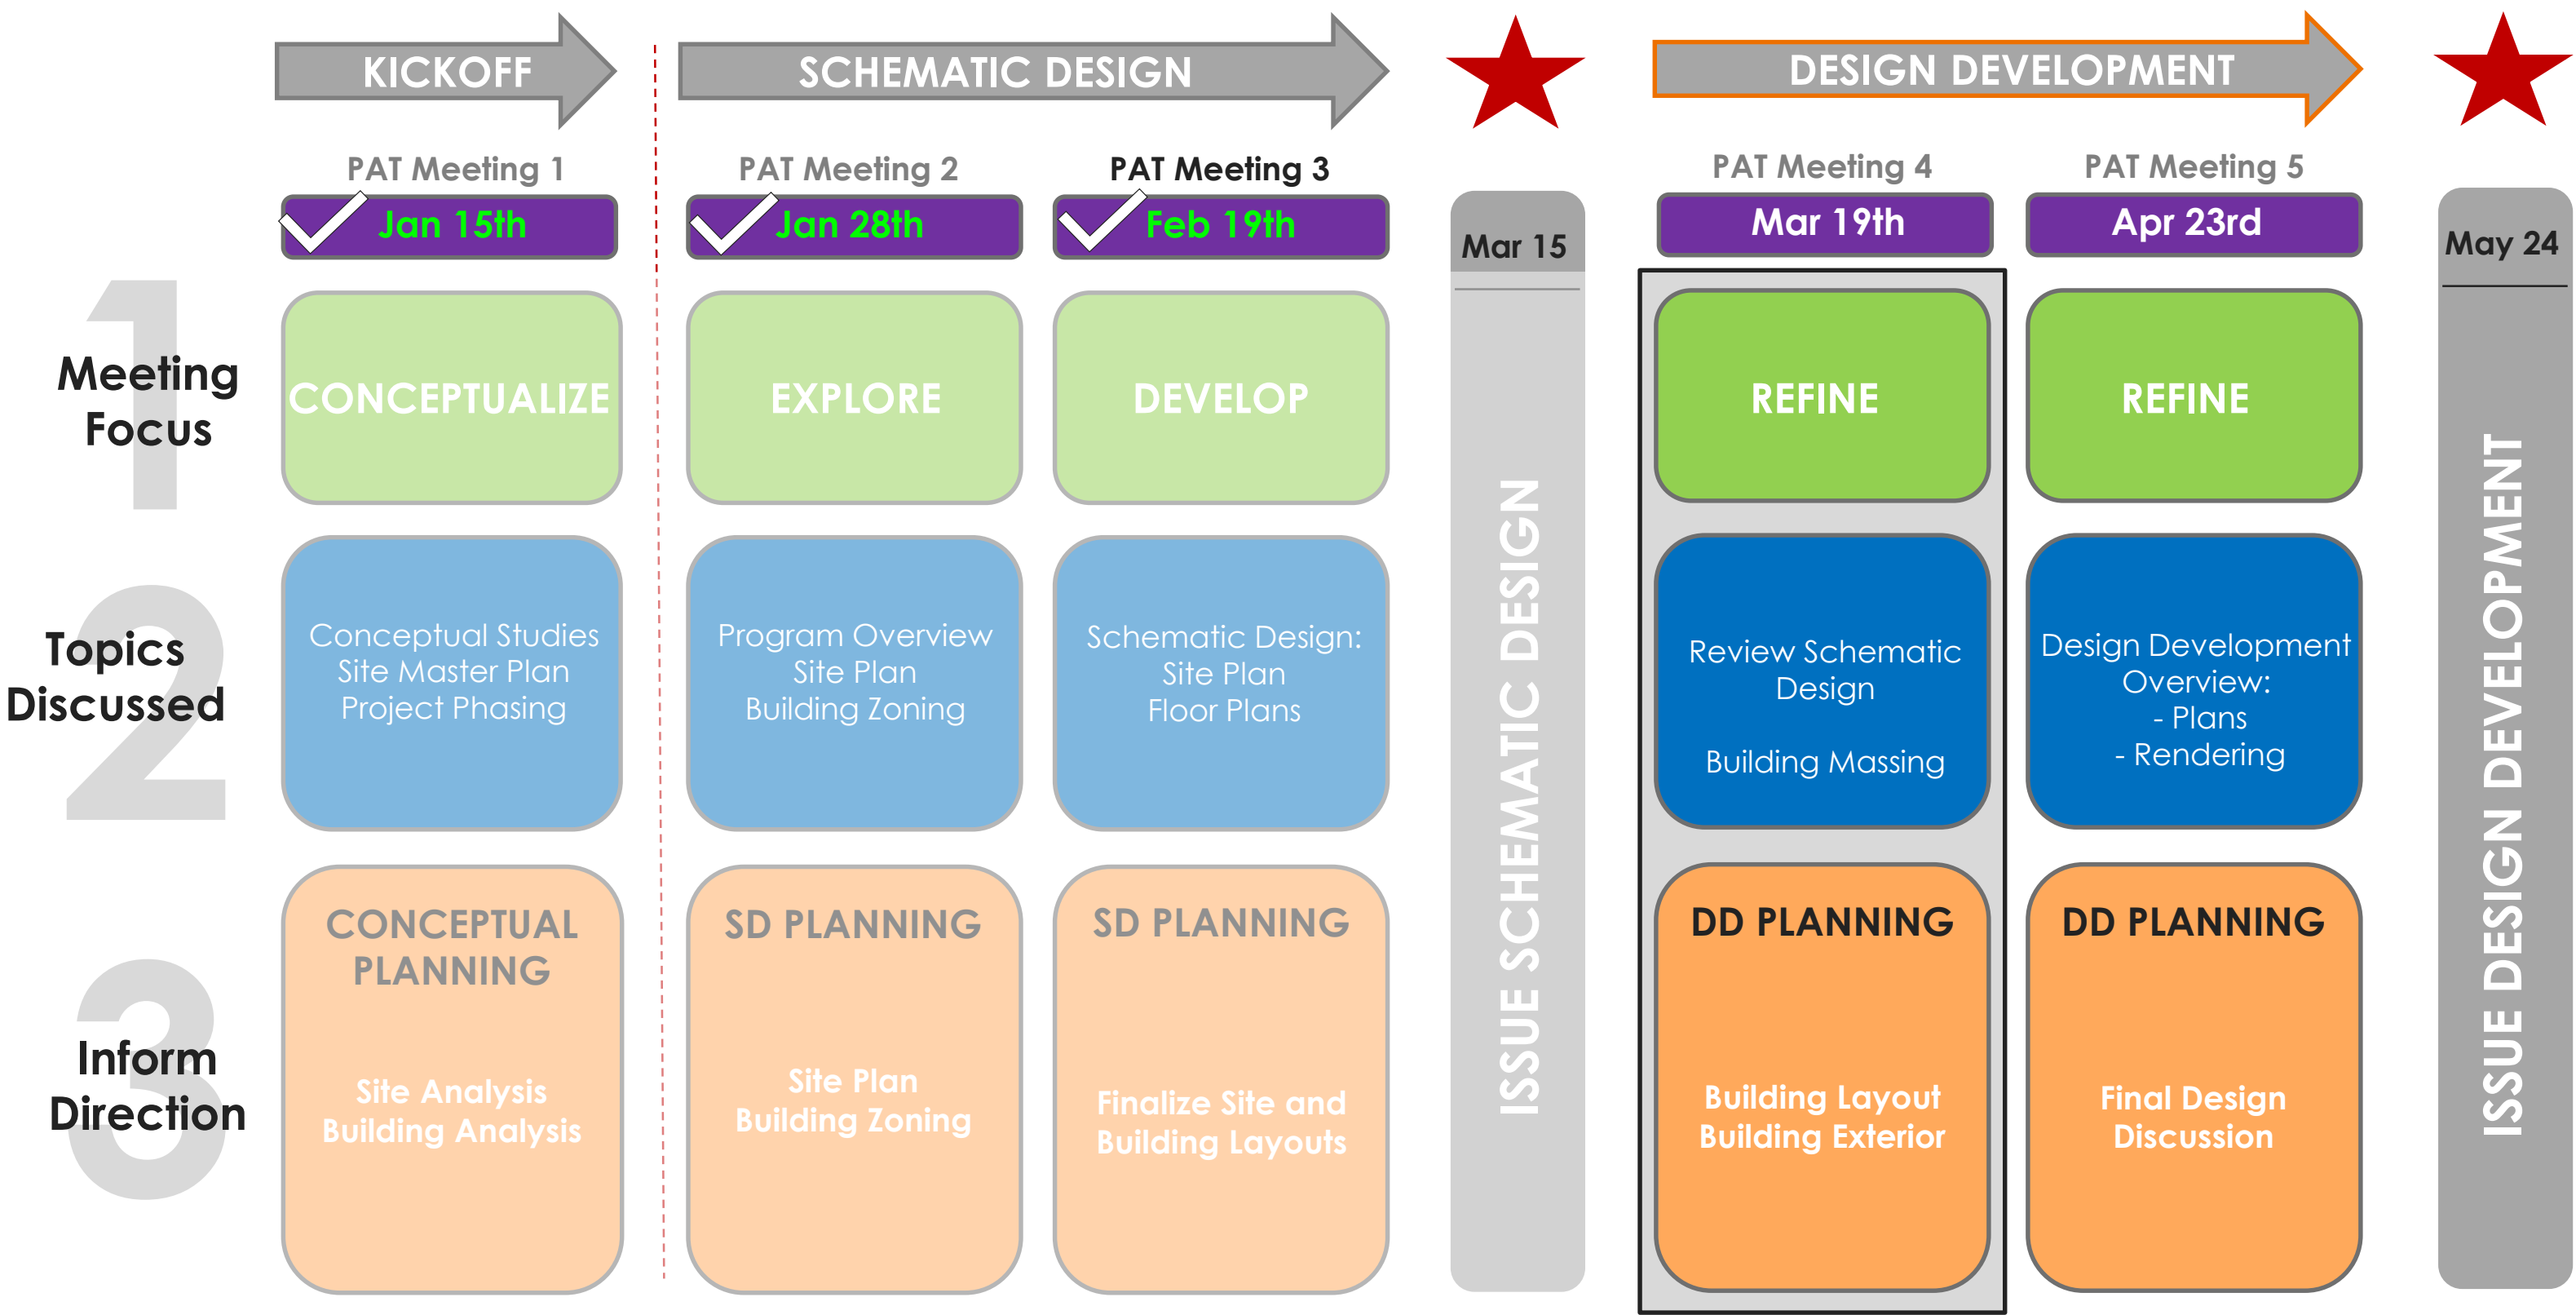 KICKOFF
SCHEMATIC DESIGN
DESIGN DEVELOPMENT
PAT Meeting 1
PAT Meeting 2
PAT Meeting 3
PAT Meeting 4
PAT Meeting 5
Jan 15th
Jan 28th
Feb 19th
Mar 15
Mar 19th
Apr 23rd
May 24
1
Meeting
Focus
CONCEPTUALIZE
EXPLORE
DEVELOP
REFINE
REFINE
2
Topics
Discussed
Conceptual Studies
Site Master Plan
Project Phasing
Program Overview
Site Plan
Building Zoning
Schematic Design:
Site Plan
Floor Plans
Review Schematic
Design
Building Massing
Design Development
Overview:
- Plans
- Rendering
3
Inform
Direction
CONCEPTUAL
PLANNING
Site Analysis
Building Analysis
SD PLANNING
Site Plan
Building Zoning
SD PLANNING
Finalize Site and
Building Layouts
ISSUE SCHEMATIC DESIGN
DD PLANNING
Building Layout
Building Exterior
DD PLANNING
Final Design
Discussion
ISSUE DESIGN DEVELOPMENT